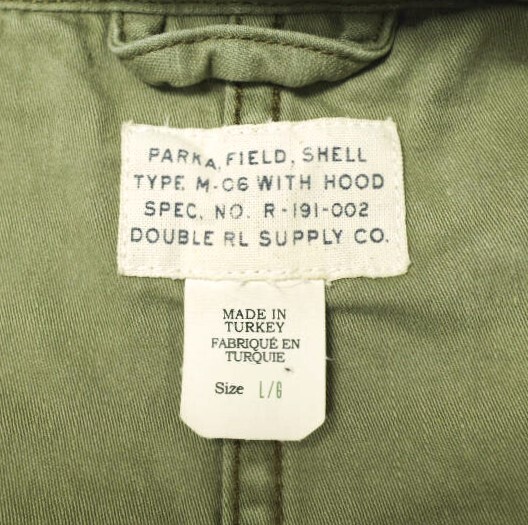 PARKA, FIELD, SHELL
TYPE M-06 WITH HOOD
SPEC. NO. R-191-002
DOUBLE RL SUPPLY CO.
MADE IN
TURKEY
FABRIQUÉ EN
TURQUIE
Size L/G